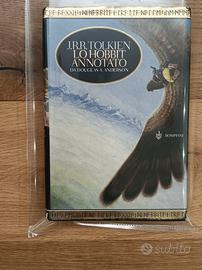 J.R.R. TOLKIEN
LO HOBBIT
ANNOTATO
DA DOUGLAS A. ANDERSON
BOMPIANI
subito